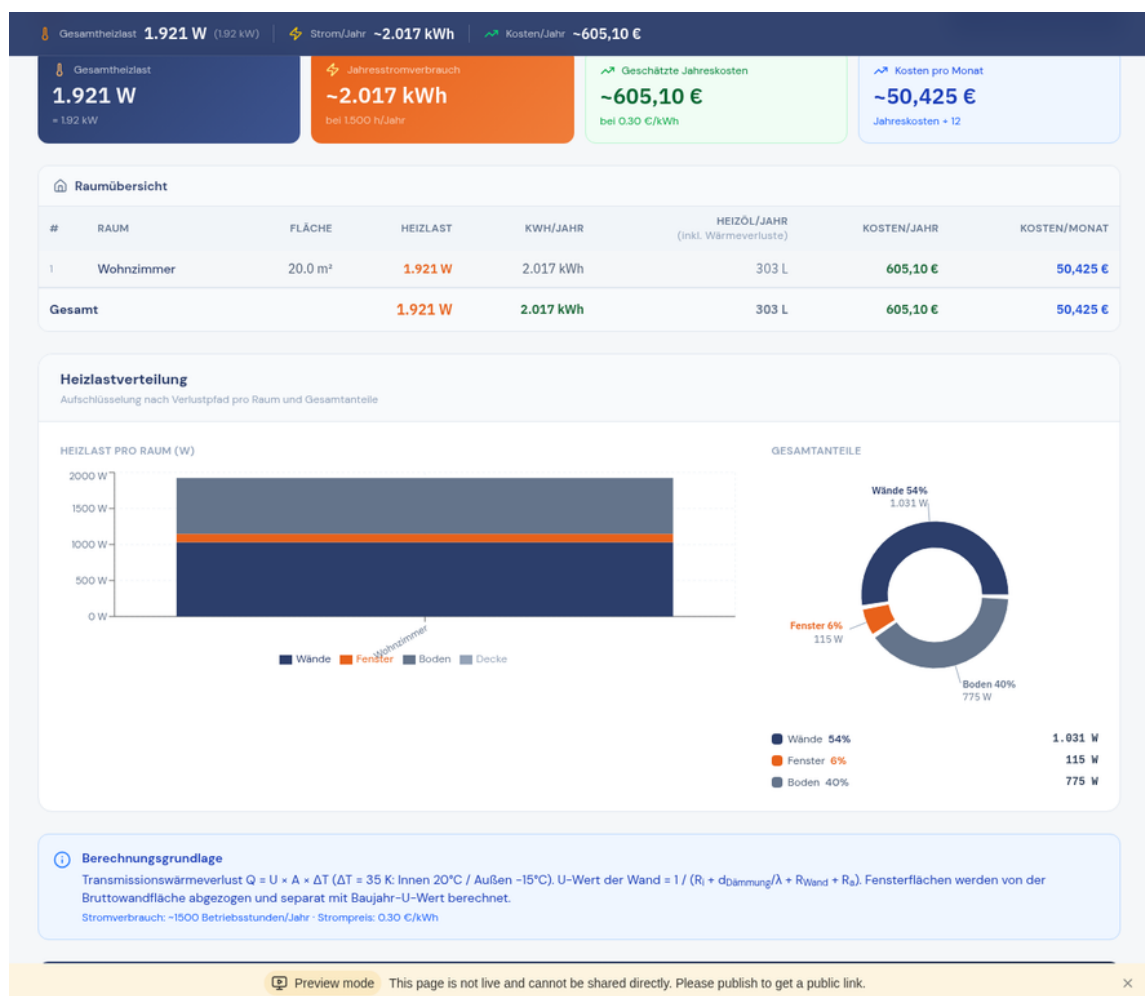 Gesamtheizlast 1.921 W (1.92 kW) Strom/Jahr ~2.017 kWh Kosten/Jahr ~605,10 €
Gesamtheizlast
1.921 W
= 1.92 kW
Jahresstromverbrauch
~2.017 kWh
bei 1.500 h/Jahr
Geschätzte Jahreskosten
~605,10 €
bei 0.30 €/kWh
Kosten pro Monat
~50,425 €
Jahreskosten ÷ 12
Raumübersicht
# RAUM FLÄCHE HEIZLAST KWH/JAHR HEIZÖL/JAHR (inkl. Wärmeverluste) KOSTEN/JAHR KOSTEN/MONAT
1 Wohnzimmer 20.0 m² 1.921 W 2.017 kWh 303 L 605,10 € 50,425 €
Gesamt 1.921 W 2.017 kWh 303 L 605,10 € 50,425 €
Heizlastverteilung
Aufschlüsselung nach Verlustpfad pro Raum und Gesamtanteile
HEIZLAST PRO RAUM (W)
2000 W
1500 W
1000 W
500 W
0 W
Wohnzimmer
Wände Fenster Boden Decke
GESAMTANTEILE
Wände 54%
1.031 W
Fenster 6%
115 W
Boden 40%
775 W
Wände 54% 1.031 W
Fenster 6% 115 W
Boden 40% 775 W
Berechnungsgrundlage
Transmissionswärmeverlust Q = U × A × ΔT (ΔT = 35 K: Innen 20°C / Außen −15°C). U-Wert der Wand = 1 / (Ri + dDämmung/λ + RWand + Ra). Fensterflächen werden von der
Bruttowandfläche abgezogen und separat mit Baujahr-U-Wert berechnet.
Stromverbrauch: ~1500 Betriebsstunden/Jahr · Strompreis: 0.30 €/kWh
Preview mode This page is not live and cannot be shared directly. Please publish to get a public link.